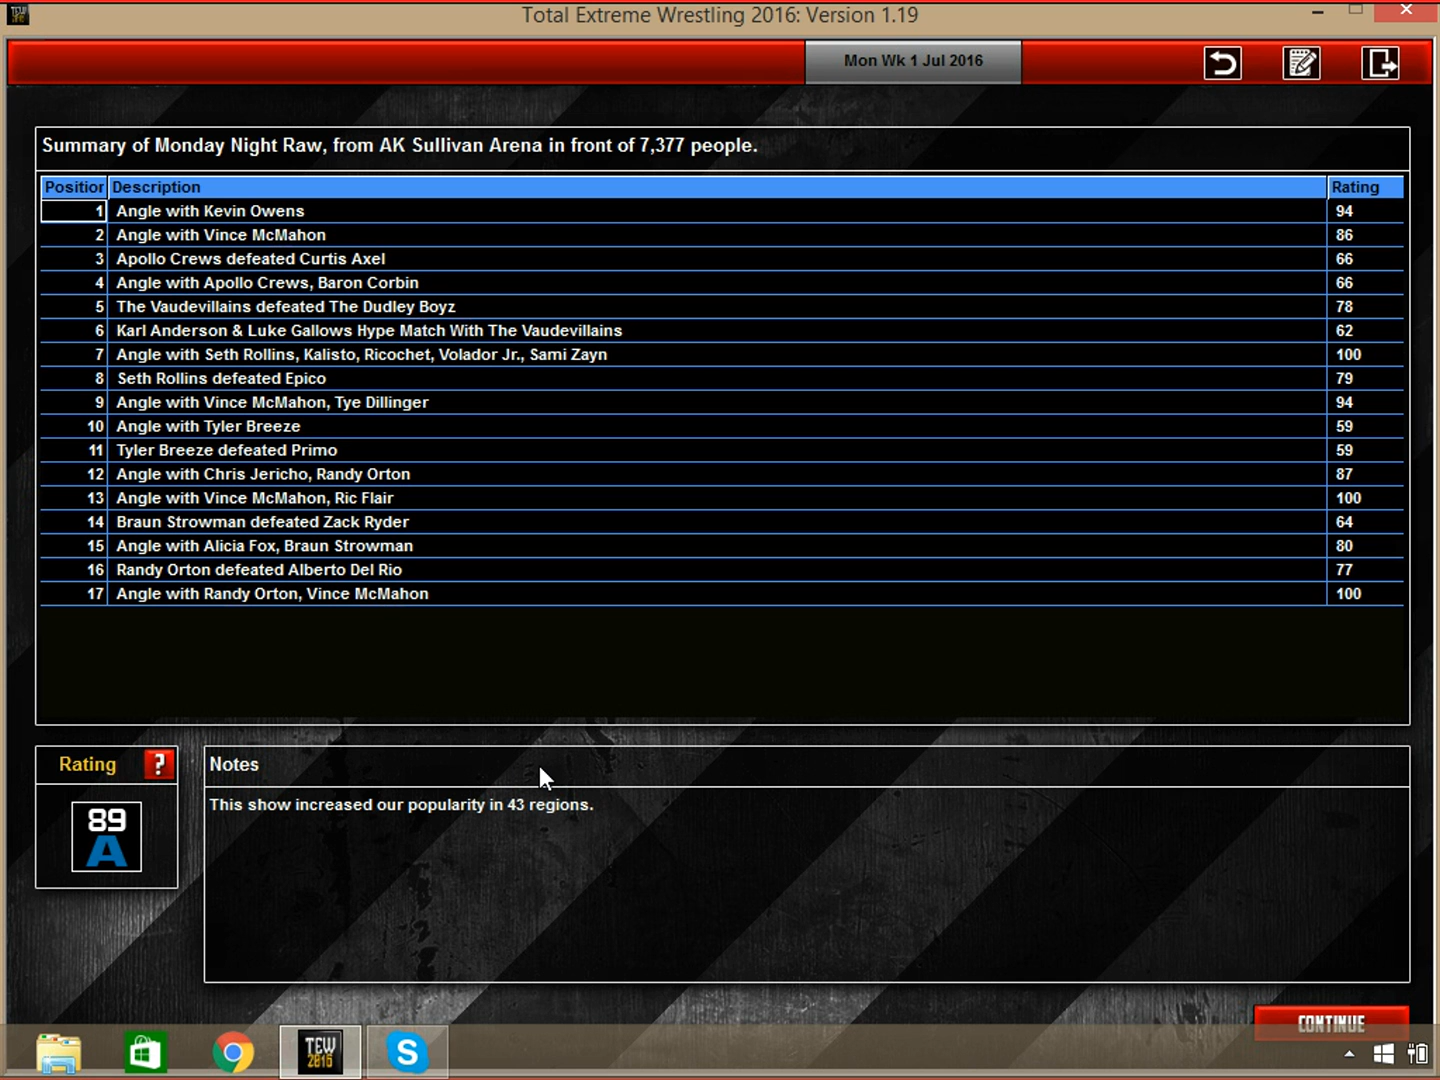 Total Extreme Wrestling 2016: Version 1.19
Mon Wk 1 Jul 2016
Summary of Monday Night Raw, from AK Sullivan Arena in front of 7,377 people.
Position Description Rating
1 Angle with Kevin Owens 94
2 Angle with Vince McMahon 86
3 Apollo Crews defeated Curtis Axel 66
4 Angle with Apollo Crews, Baron Corbin 66
5 The Vaudevillains defeated The Dudley Boyz 78
6 Karl Anderson & Luke Gallows Hype Match With The Vaudevillains 62
7 Angle with Seth Rollins, Kalisto, Ricochet, Volador Jr., Sami Zayn 100
8 Seth Rollins defeated Epico 79
9 Angle with Vince McMahon, Tye Dillinger 94
10 Angle with Tyler Breeze 59
11 Tyler Breeze defeated Primo 59
12 Angle with Chris Jericho, Randy Orton 87
13 Angle with Vince McMahon, Ric Flair 100
14 Braun Strowman defeated Zack Ryder 64
15 Angle with Alicia Fox, Braun Strowman 80
16 Randy Orton defeated Alberto Del Rio 77
17 Angle with Randy Orton, Vince McMahon 100
Rating ?
89
A
Notes
This show increased our popularity in 43 regions.
CONTINUE
TEW
2016
S